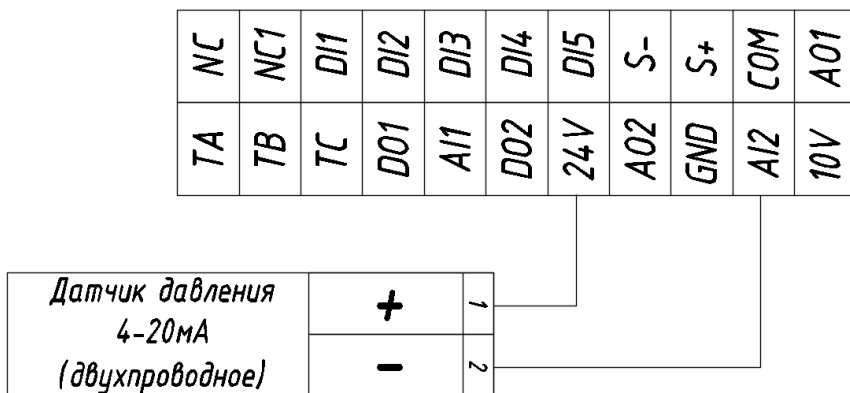 NC NC1 DI1 DI2 DI3 DI4 DI5 S- S+ COM AO1
TA TB TC DO1 AI1 DO2 24V AO2 GND AI2 10V
Датчик давления
4-20мА
(двухпроводное)
+ 1
- 2